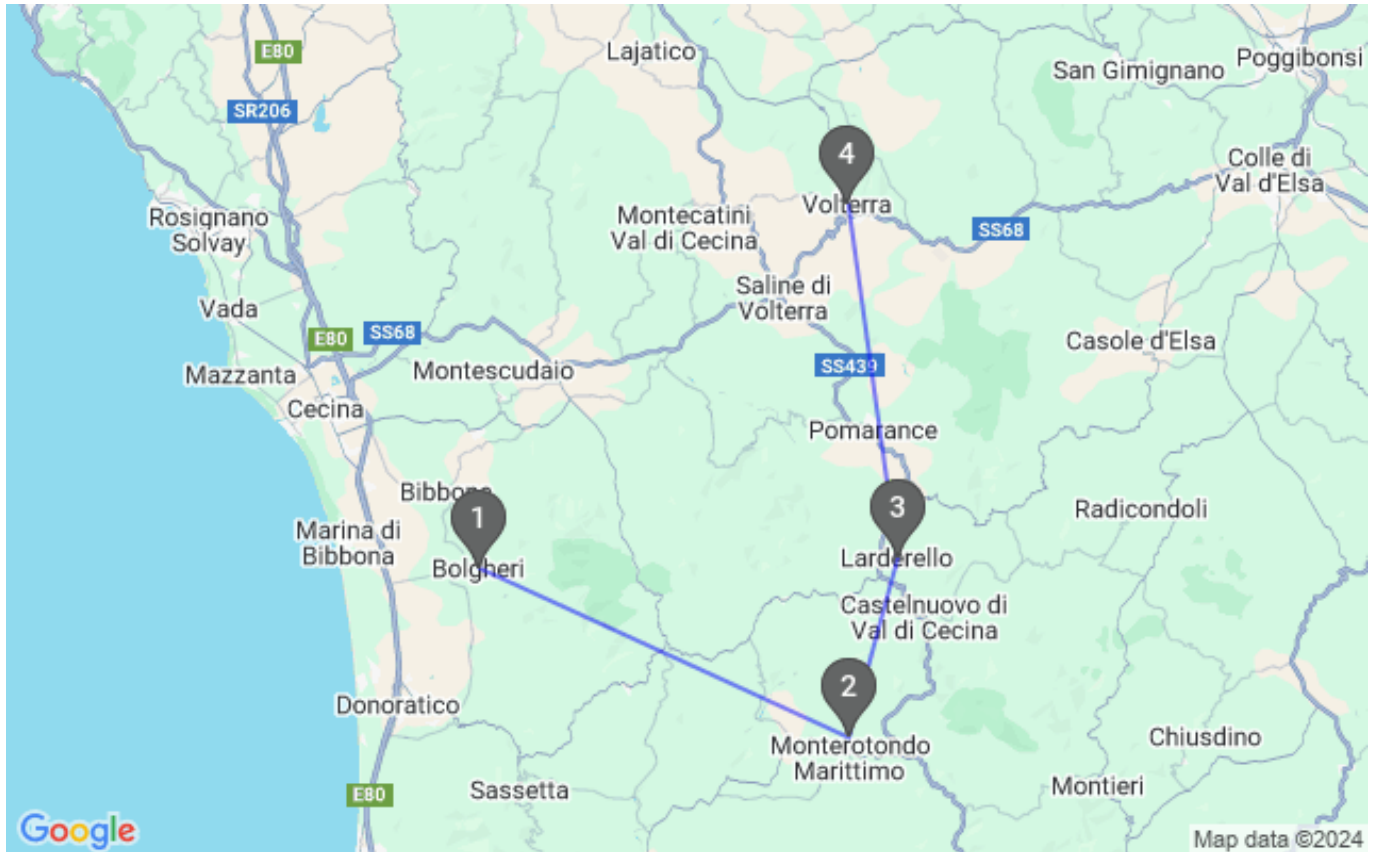 E80
Lajatico
Poggibonsi
San Gimignano
SR206
4
Colle di
Val d'Elsa
Volterra
Rosignano
Solvay
Montecatini
Val di Cecina
SS68
Saline di
Volterra
Vada
E80
SS68
Casole d'Elsa
SS439
Mazzanta
Montescudaio
Cecina
Pomarance
Bibbona
3
1
Radicondoli
Marina di
Bibbona
Larderello
Bolgheri
Castelnuovo di
Val di Cecina
2
Donoratico
Chiusdino
Monterotondo
Marittimo
Montieri
Sassetta
E80
Google
Map data ©2024